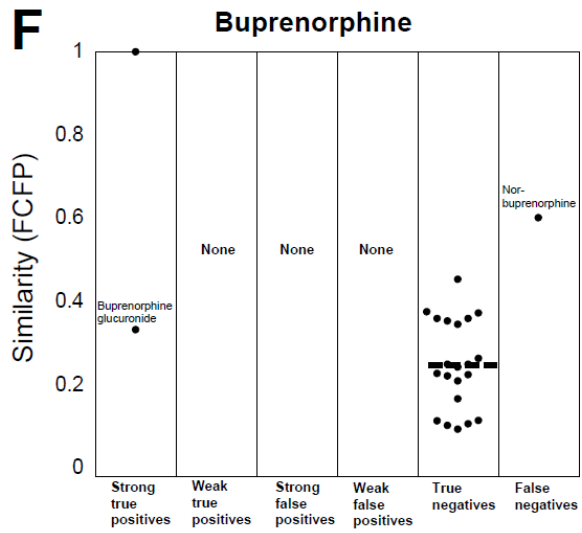 F
Buprenorphine
Similarity (FCFP)
1
0.8
0.6
0.4
0.2
0
Buprenorphine
glucuronide
None
None
None
Nor-
buprenorphine
Strong
true
positives
Weak
true
positives
Strong
false
positives
Weak
false
positives
True
negatives
False
negatives